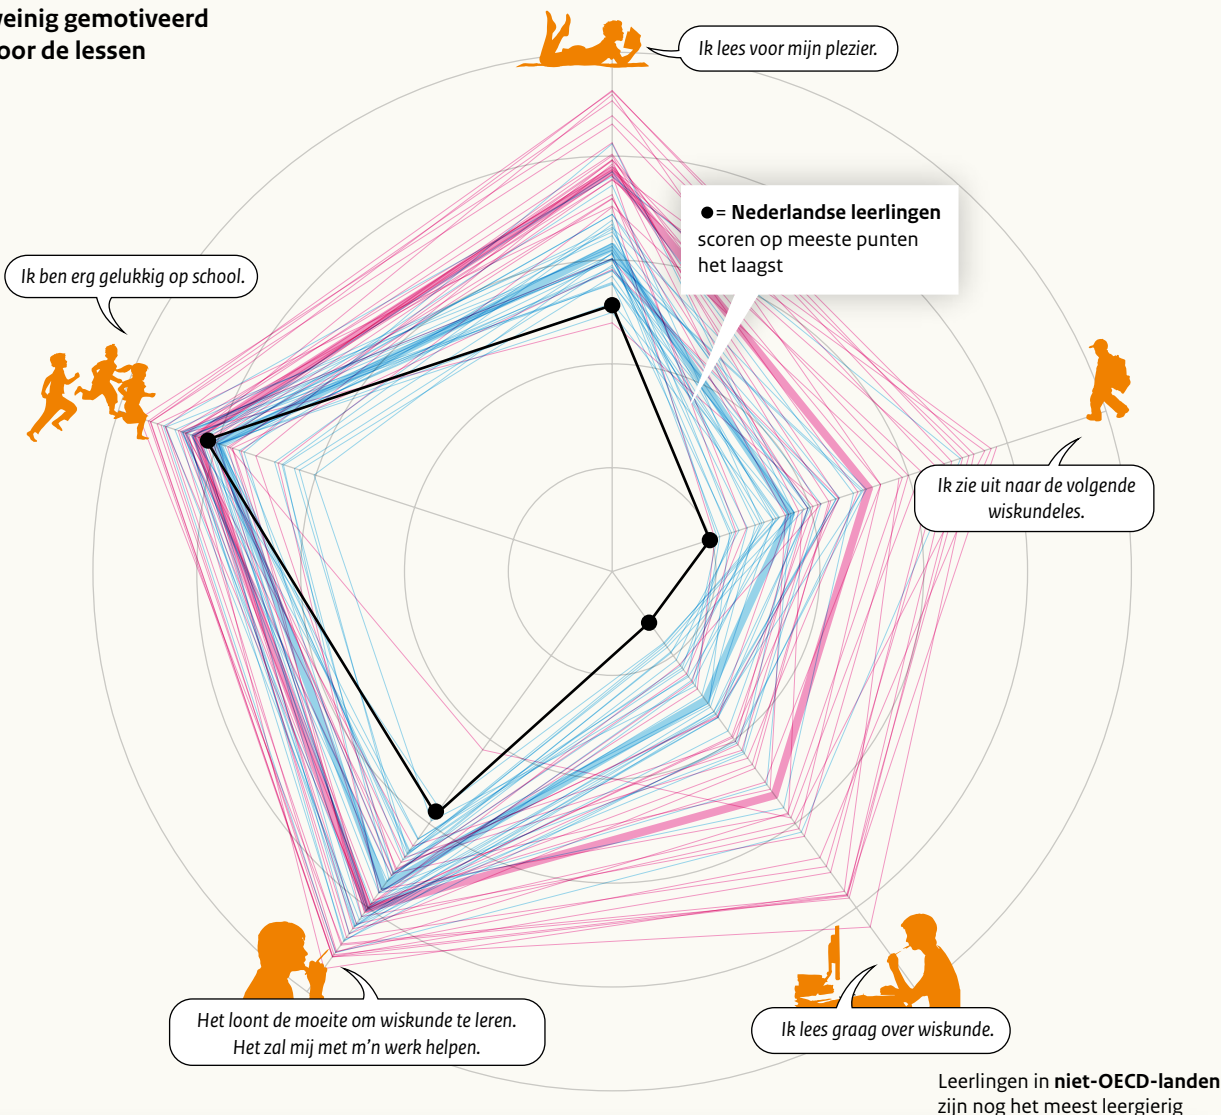 weinig gemotiveerd
voor de lessen
Ik lees voor mijn plezier.
●= Nederlandse leerlingen
scoren op meeste punten
het laagst
Ik ben erg gelukkig op school.
Ik zie uit naar de volgende
wiskundeles.
Het loont de moeite om wiskunde te leren.
Het zal mij met m’n werk helpen.
Ik lees graag over wiskunde.
Leerlingen in niet-OECD-landen
zijn nog het meest leergierig